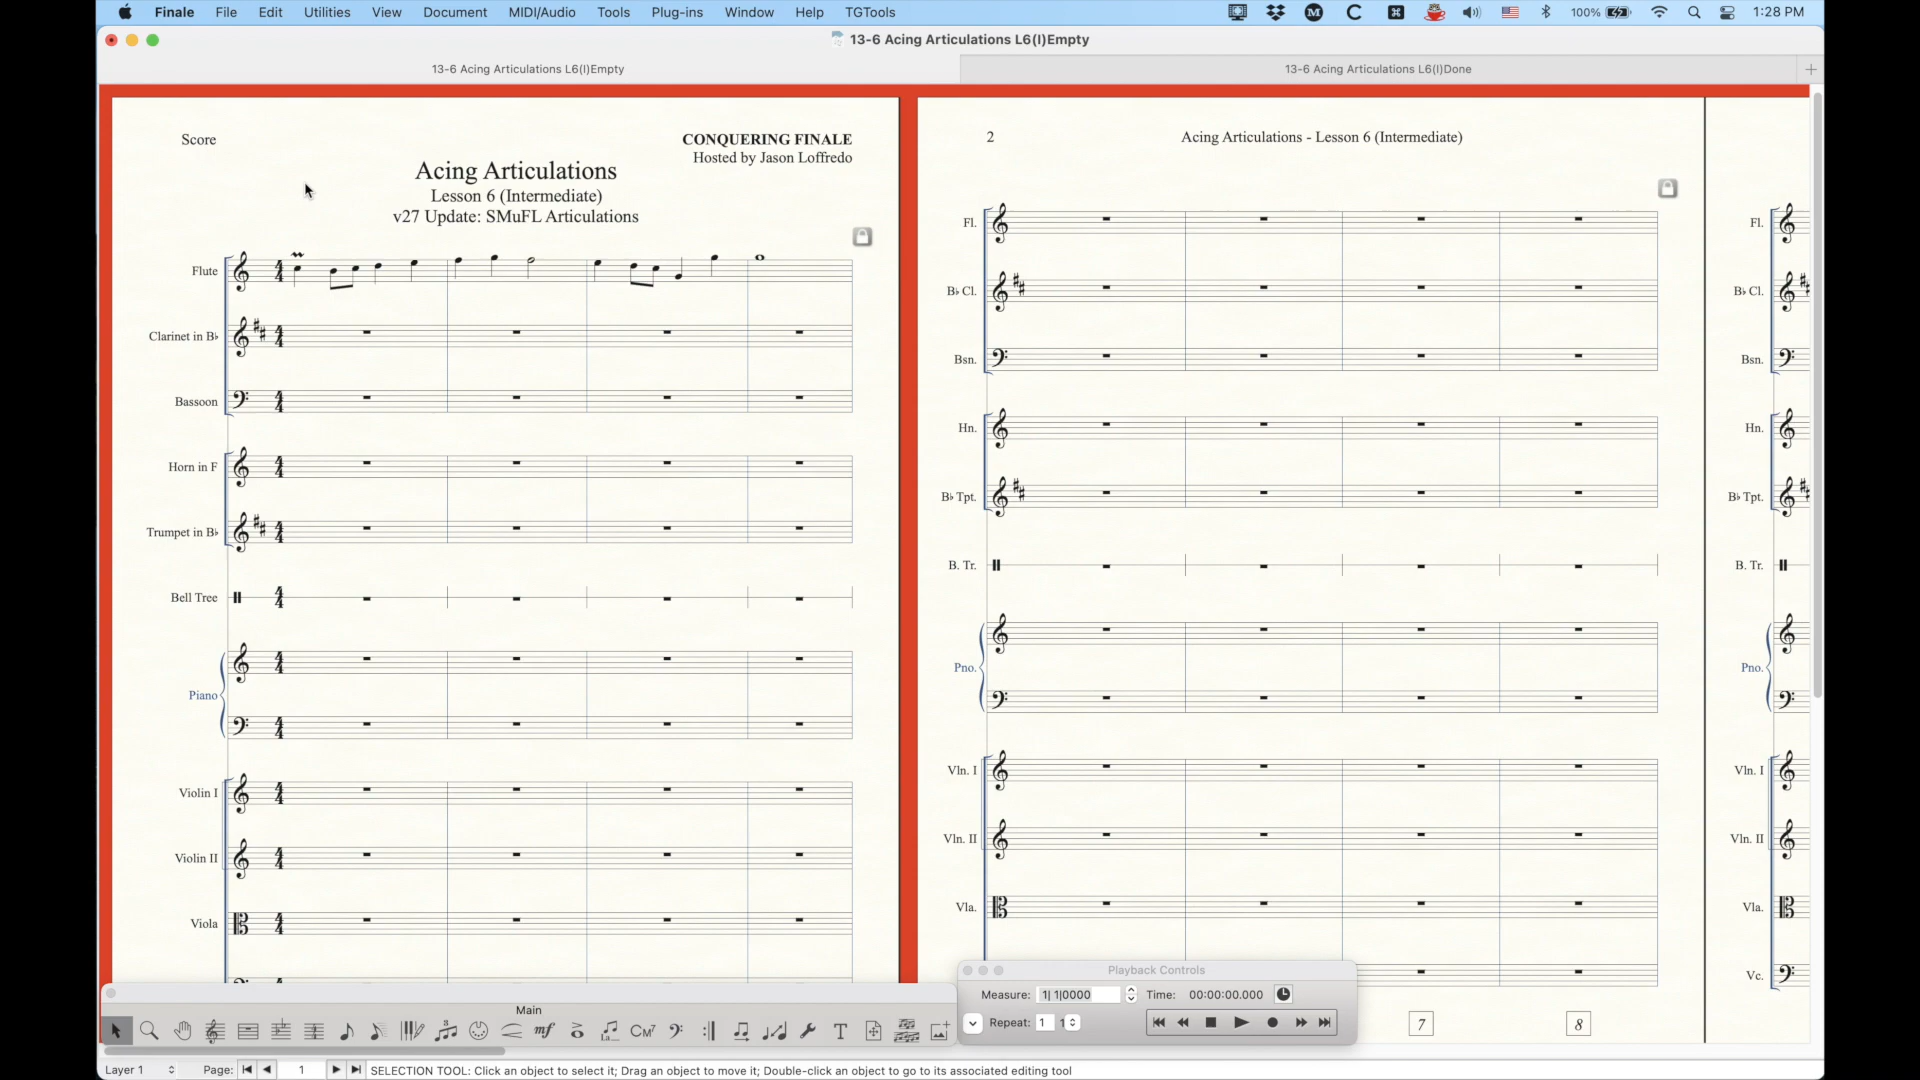 Finale File Edit Utilities View Document MIDI/Audio Tools Plug-ins Window Help TGTools 100% 1:28 PM
13-6 Acing Articulations L6(I)Empty
13-6 Acing Articulations L6(I)Empty 13-6 Acing Articulations L6(I)Done
Score
CONQUERING FINALE
Hosted by Jason Loffredo
Acing Articulations
Lesson 6 (Intermediate)
v27 Update: SMuFL Articulations
Flute
Clarinet in B♭
Bassoon
Horn in F
Trumpet in B♭
Bell Tree
Piano
Violin I
Violin II
Viola
2
Acing Articulations - Lesson 6 (Intermediate)
Fl.
B♭ Cl.
Bsn.
Hn.
B♭ Tpt.
B. Tr.
Pno.
Vln. I
Vln. II
Vla.
7
8
Fl.
B♭ Cl.
Bsn.
Hn.
B♭ Tpt.
B. Tr.
Pno.
Vln. I
Vln. II
Vla.
Vc.
Main
CM7
Playback Controls
Measure: 1| 1|0000 Time: 00:00:00.000
Repeat: 1 1
Layer 1 Page: 1 SELECTION TOOL: Click an object to select it; Drag an object to move it; Double-click an object to go to its associated editing tool